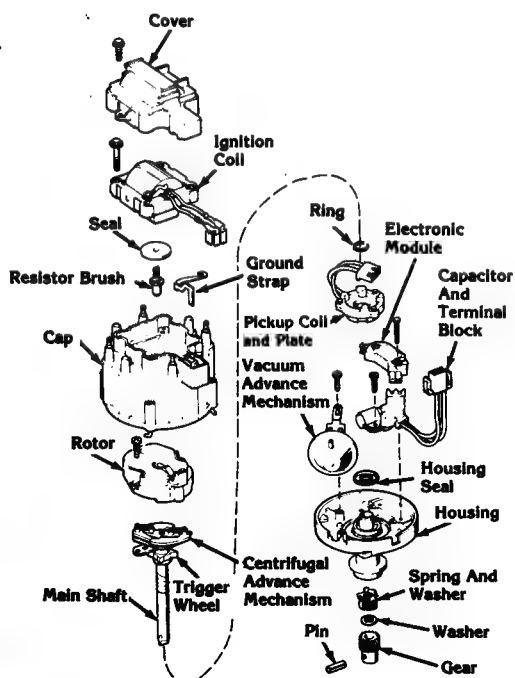 Cover
Ignition
Coil
Seal
Resistor Brush
Ground
Strap
Cap
Rotor
Centrifugal
Advance
Mechanism
Trigger
Wheel
Main Shaft
Ring
Electronic
Module
Capacitor
And
Terminal
Block
Pickup Coil
and Plate
Vacuum
Advance
Mechanism
Housing
Seal
Housing
Spring And
Washer
Washer
Pin
Gear